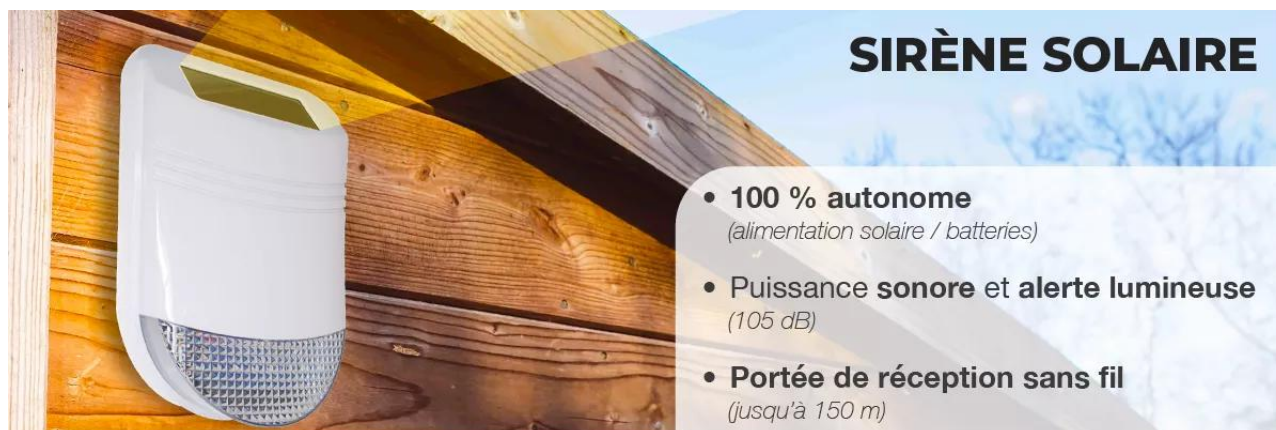 SIRÈNE SOLAIRE
• 100 % autonome
(alimentation solaire / batteries)
• Puissance sonore et alerte lumineuse
(105 dB)
• Portée de réception sans fil
(jusqu'à 150 m)